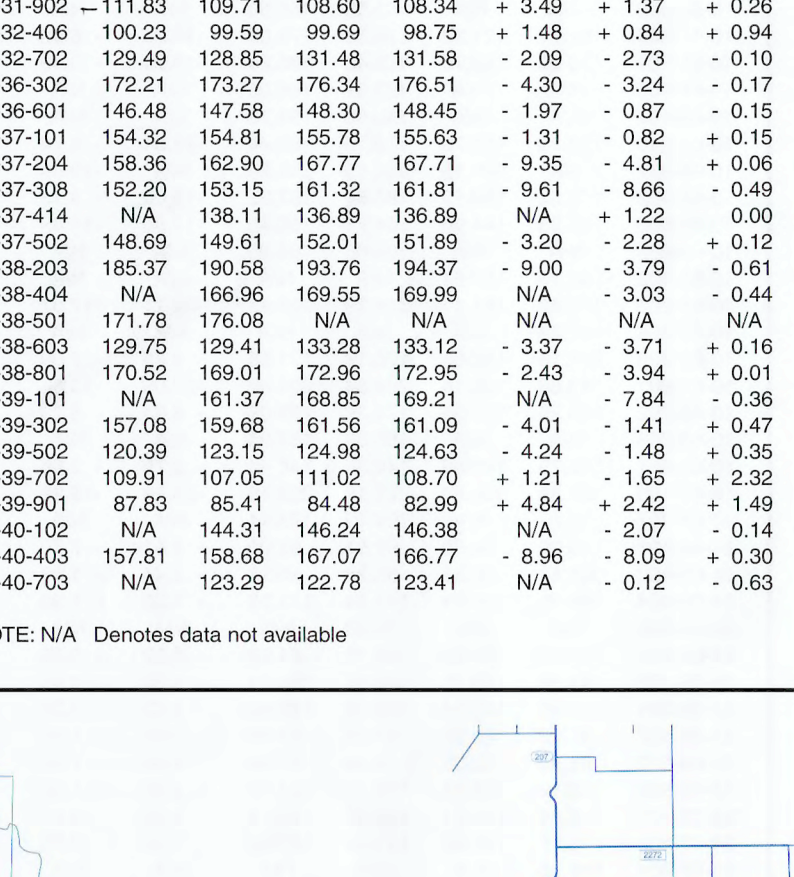 31-902 111.83 109.71 108.60 108.34 + 3.49 + 1.37 + 0.26
32-406 100.23 99.59 99.69 98.75 + 1.48 + 0.84 + 0.94
32-702 129.49 128.85 131.48 131.58 - 2.09 - 2.73 - 0.10
36-302 172.21 173.27 176.34 176.51 - 4.30 - 3.24 - 0.17
36-601 146.48 147.58 148.30 148.45 - 1.97 - 0.87 - 0.15
37-101 154.32 154.81 155.78 155.63 - 1.31 - 0.82 + 0.15
37-204 158.36 162.90 167.77 167.71 - 9.35 - 4.81 + 0.06
37-308 152.20 153.15 161.32 161.81 - 9.61 - 8.66 - 0.49
37-414 N/A 138.11 136.89 136.89 N/A + 1.22 0.00
37-502 148.69 149.61 152.01 151.89 - 3.20 - 2.28 + 0.12
38-203 185.37 190.58 193.76 194.37 - 9.00 - 3.79 - 0.61
38-404 N/A 166.96 169.55 169.99 N/A - 3.03 0.44
38-501 171.78 176.08 N/A N/A N/A N/A N/A
38-603 129.75 129.41 133.28 133.12 - 3.37 - 3.71 + 0.16
38-801 170.52 169.01 172.96 172.95 - 2.43 - 3.94 + 0.01
39-101 N/A 161.37 168.85 169.21 N/A - 7.84 - 0.36
39-302 157.08 159.68 161.56 161.09 - 4.01 - 1.41 + 0.47
39-502 120.39 123.15 124.98 124.63 - 4.24 - 1.48 + 0.35
39-702 109.91 107.05 111.02 108.70 + 1.21 - 1.65 + 2.32
39-901 87.83 85.41 84.48 82.99 + 4.84 + 2.42 + 1.49
40-102 N/A 144.31 146.24 146.38 N/A - 2.07 - 0.14
40-403 157.81 158.68 167.07 166.77 - 8.96 - 8.09 + 0.30
40-703 N/A 123.29 122.78 123.41 N/A - 0.12 - 0.63
OTE: N/A Denotes data not available
207
2272